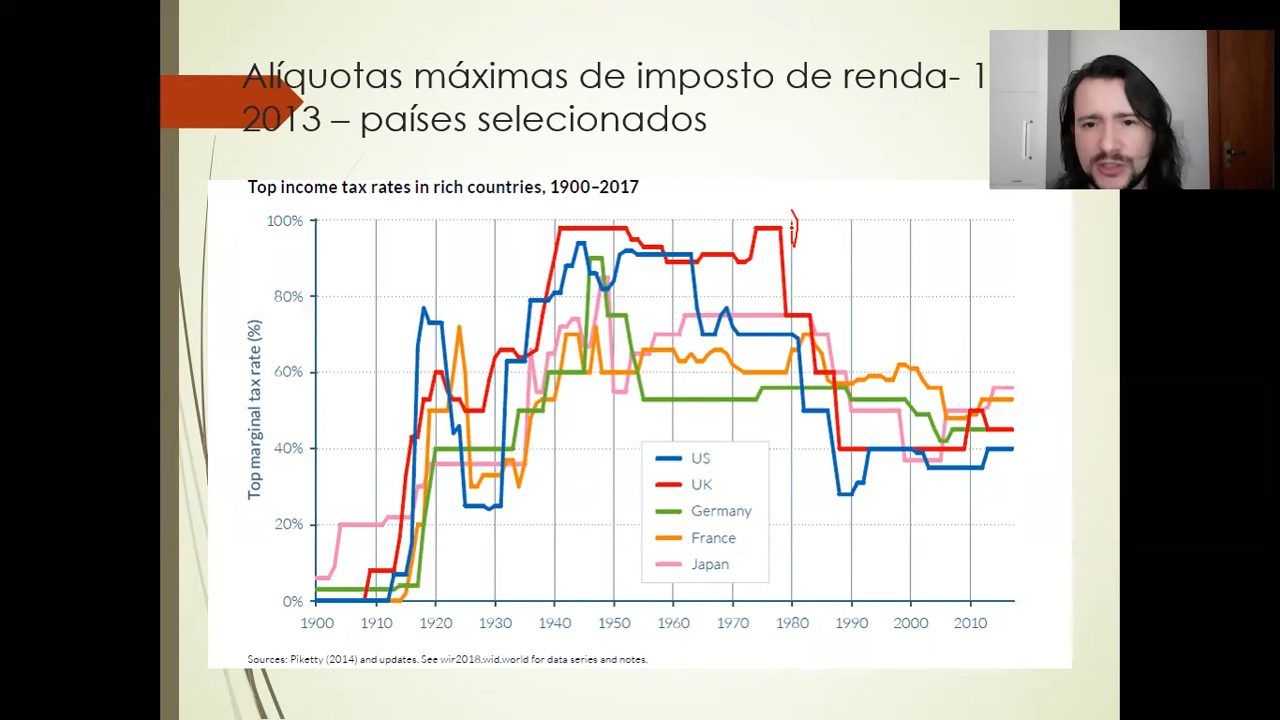 Alíquotas máximas de imposto de renda- 1
2013 – países selecionados
Top income tax rates in rich countries, 1900–2017
Top marginal tax rate (%)
100%
80%
60%
40%
20%
0%
US
UK
Germany
France
Japan
1900 1910 1920 1930 1940 1950 1960 1970 1980 1990 2000 2010
Sources: Piketty (2014) and updates. See wir2018.wid.world for data series and notes.